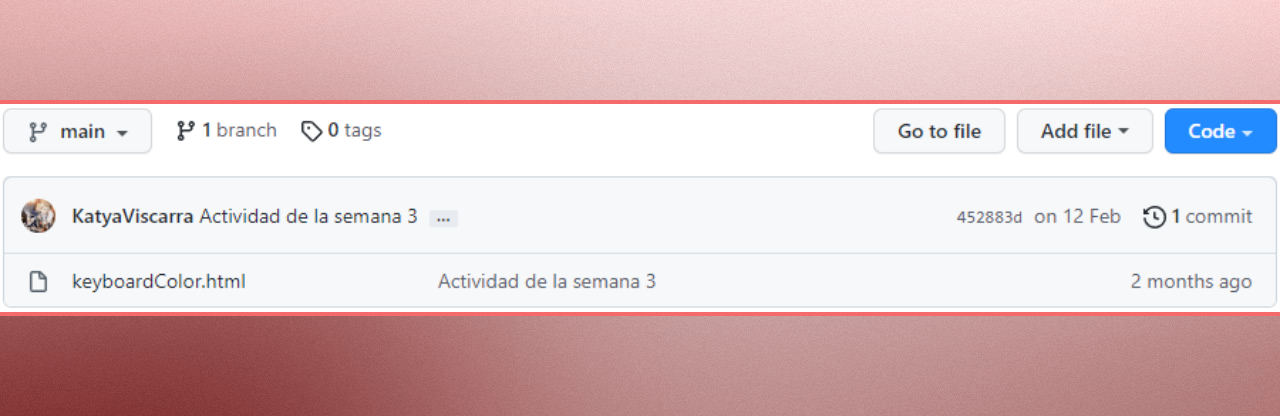 main 1 branch 0 tags Go to file Add file Code
KatyaViscarra Actividad de la semana 3 ... 452883d on 12 Feb 1 commit
keyboardColor.html Actividad de la semana 3 2 months ago